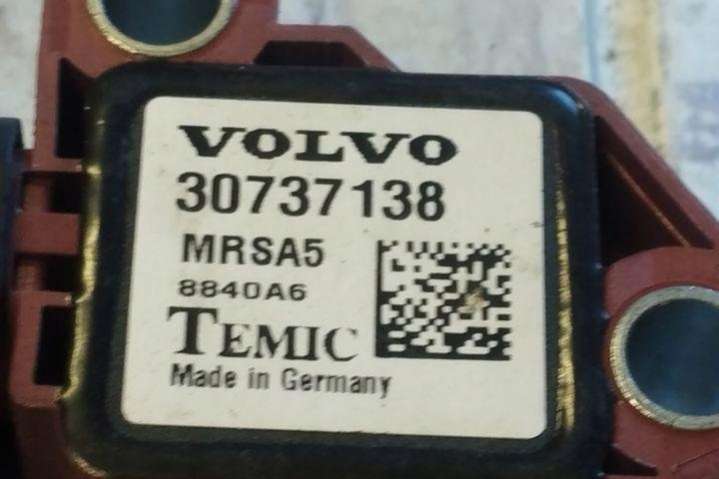 VOLVO
30737138
MRSA5
8840A6
TEMIC
Made in Germany